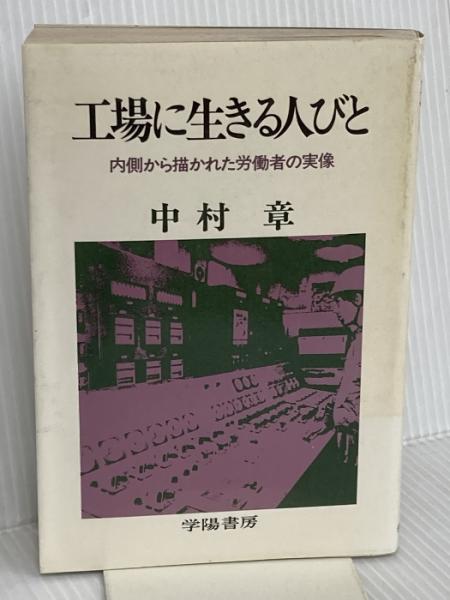 工場に生きる人びと
内側から描かれた労働者の実像
中村 章
学陽書房